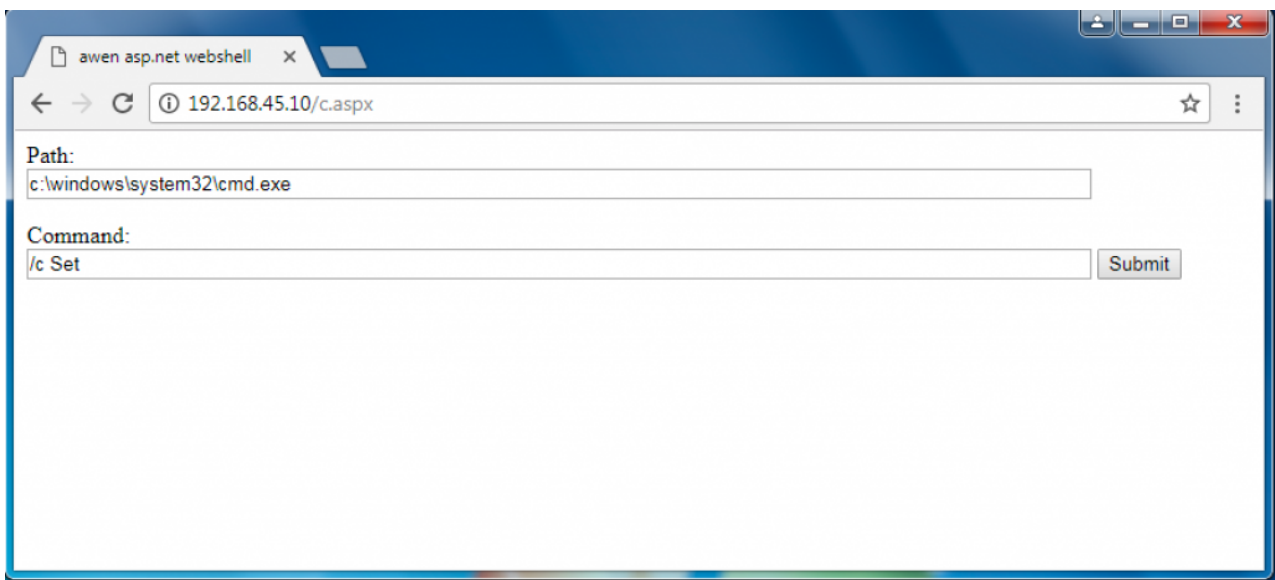 awen asp.net webshell
192.168.45.10/c.aspx
Path:
c:\windows\system32\cmd.exe
Command:
/c Set
Submit